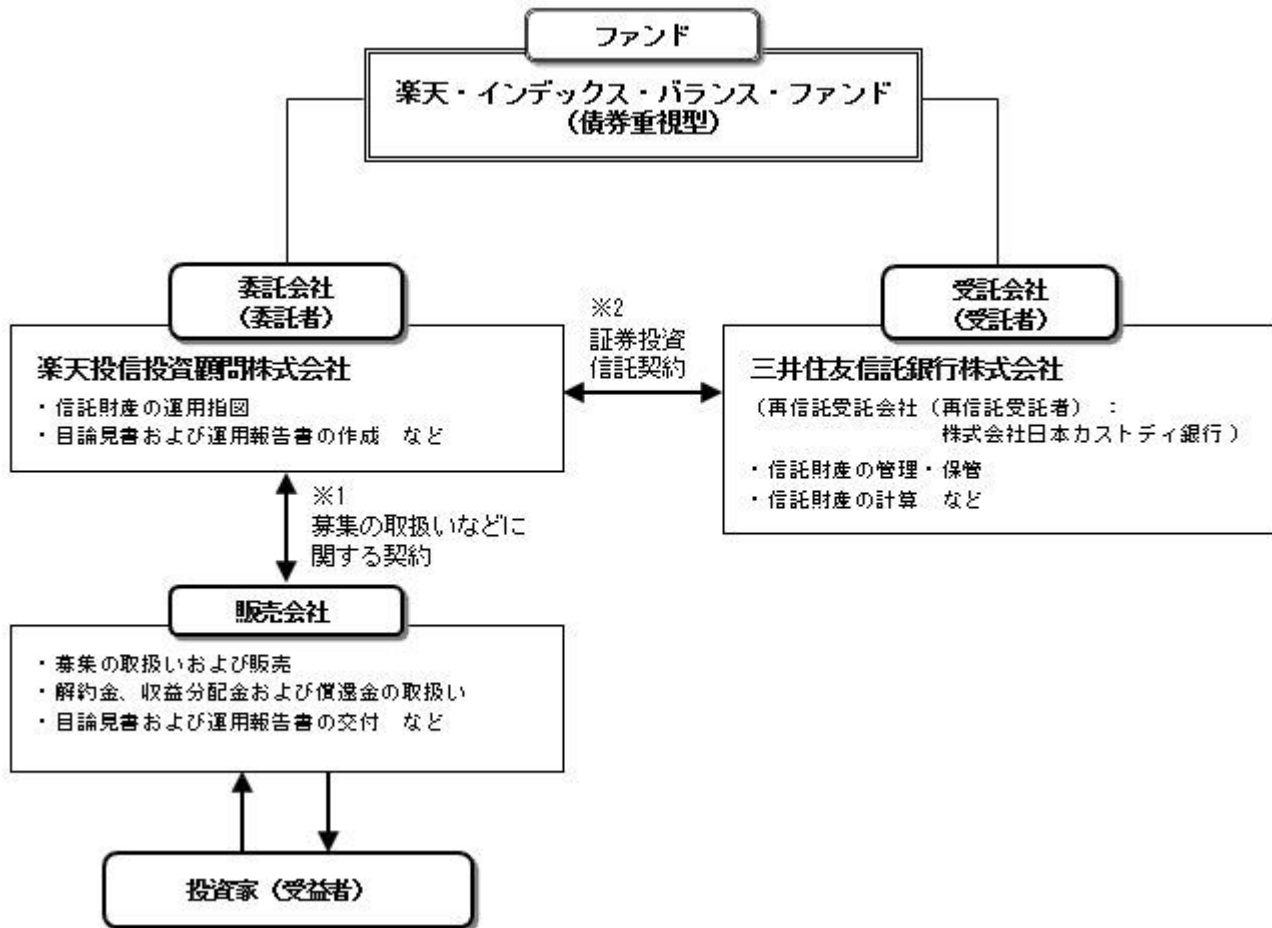 ファンド
楽天・インデックス・バランス・ファンド
（債券重視型）
委託会社
（委託者）
楽天投信投資顧問株式会社
・信託財産の運用指図
・目論見書および運用報告書の作成　など
※2
証券投資
信託契約
受託会社
（受託者）
三井住友信託銀行株式会社
（再信託受託会社（再信託受託者）　：
株式会社日本カストディ銀行）
・信託財産の管理・保管
・信託財産の計算　など
※1
募集の取扱いなどに
関する契約
販売会社
・募集の取扱いおよび販売
・解約金、収益分配金および償還金の取扱い
・目論見書および運用報告書の交付　など
投資家（受益者）